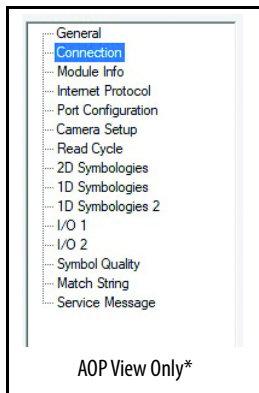 General
Connection
Module Info
Internet Protocol
Port Configuration
Camera Setup
Read Cycle
2D Symbologies
1D Symbologies
1D Symbologies 2
I/O 1
I/O 2
Symbol Quality
Match String
Service Message
AOP View Only*